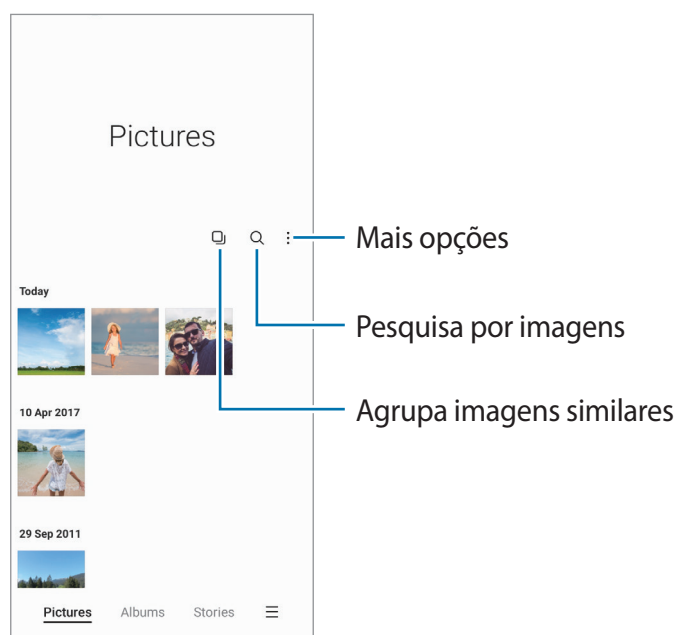 Pictures
Mais opções
Today
Pesquisa por imagens
Agrupa imagens similares
10 Apr 2017
29 Sep 2011
Pictures Albums Stories